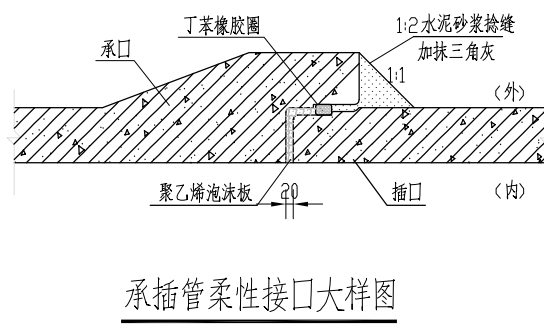 丁苯橡胶圈
1:2水泥砂浆捻缝
加抹三角灰
承口
1:1
(外)
聚乙烯泡沫板
20
插口
(内)
承插管柔性接口大样图